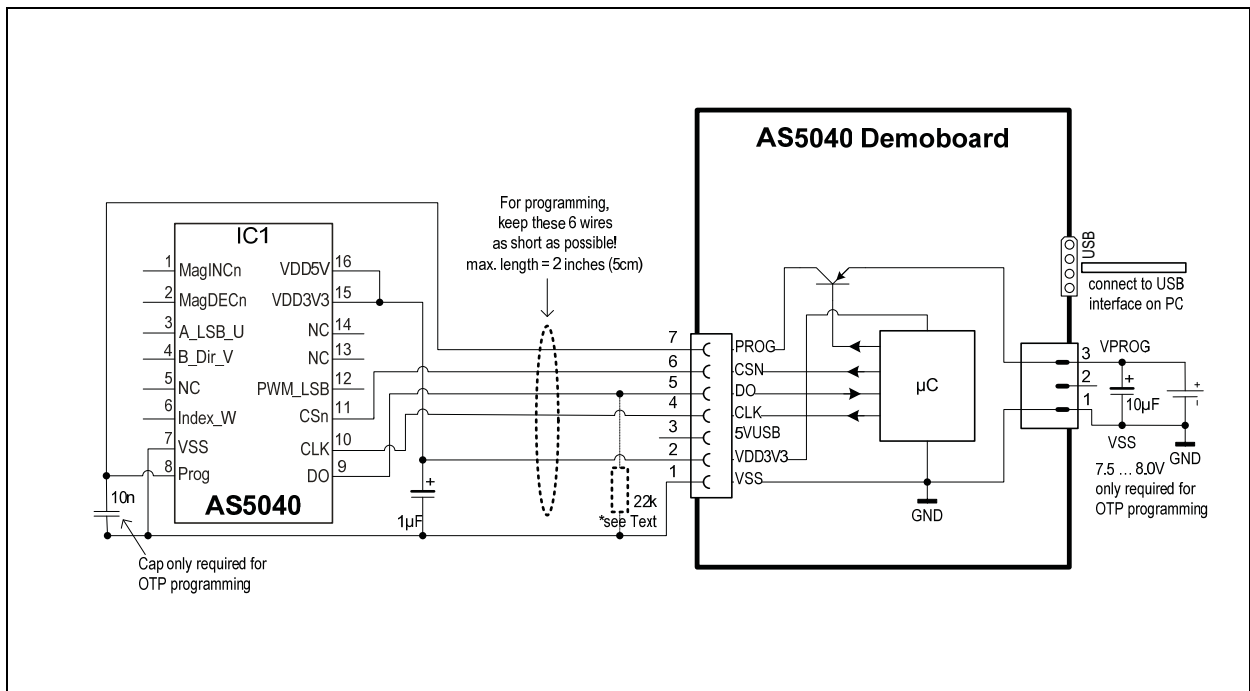 AS5040 Demoboard
For programming,
keep these 6 wires
as short as possible!
max. length = 2 inches (5cm)
IC1
1
MagINCn
2
MagDECn
3
A_LSB_U
4
B_Dir_V
5
NC
6
Index_W
7
VSS
8
Prog
VDD5V
16
VDD3V3
15
NC
14
NC
13
PWM_LSB
12
CSn
11
CLK
10
DO
9
AS5040
10n
Cap only required for
OTP programming
+
1µF
22k
*see Text
7
PROG
6
CSN
5
DO
4
CLK
3
5VUSB
2
VDD3V3
1
VSS
µC
GND
USB
connect to USB
interface on PC
3
VPROG
2
1
+
10µF
+
-
VSS
GND
7.5 ... 8.0V
only required for
OTP programming